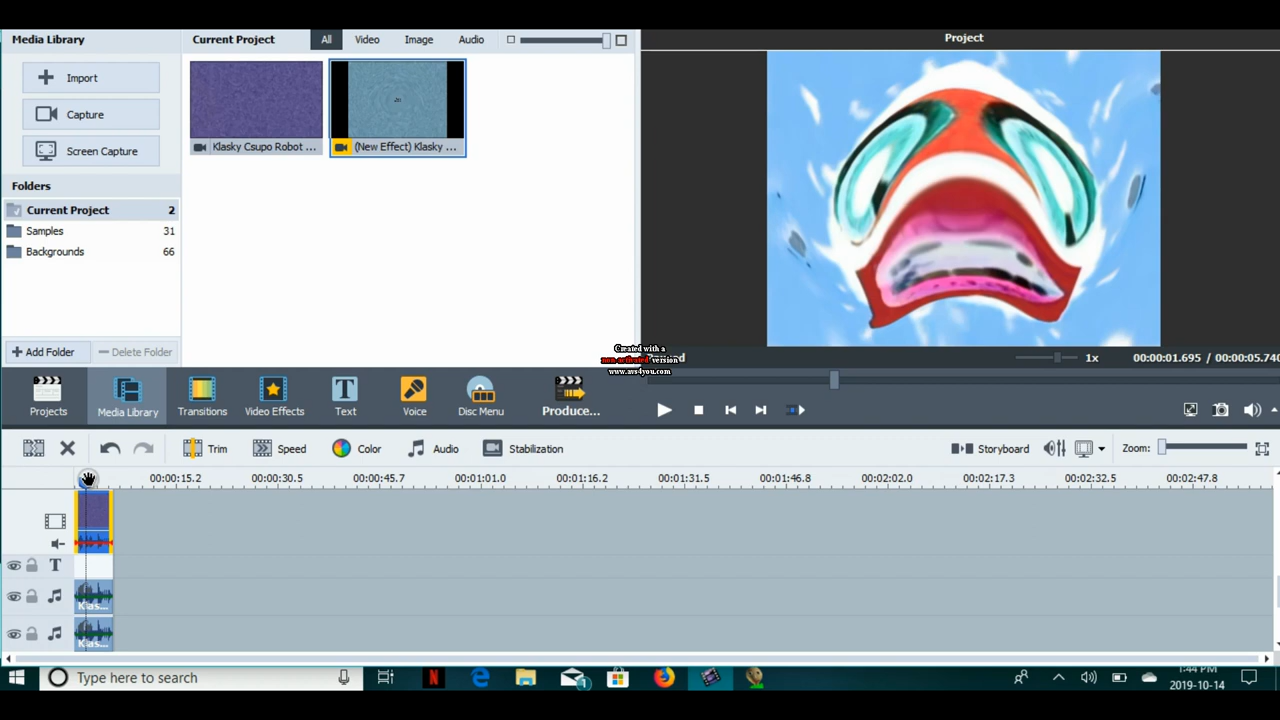 Media Library
Current Project All Video Image Audio
Project
Import
Capture
Screen Capture
Klasky Csupo Robot ...
(New Effect) Klasky ...
Folders
Current Project 2
Samples 31
Backgrounds 66
Add Folder Delete Folder
Created with a
non-activated version
www.avs4you.com
1x 00:00:01.695 / 00:00:05.740
Projects Media Library Transitions Video Effects Text Voice Disc Menu Produce...
Trim Speed Color Audio Stabilization Storyboard Zoom:
00:00:15.2 00:00:30.5 00:00:45.7 00:01:01.0 00:01:16.2 00:01:31.5 00:01:46.8 00:02:02.0 00:02:17.3 00:02:32.5 00:02:47.8
T
Klas...
Klas...
Type here to search
1:44 PM
2019-10-14